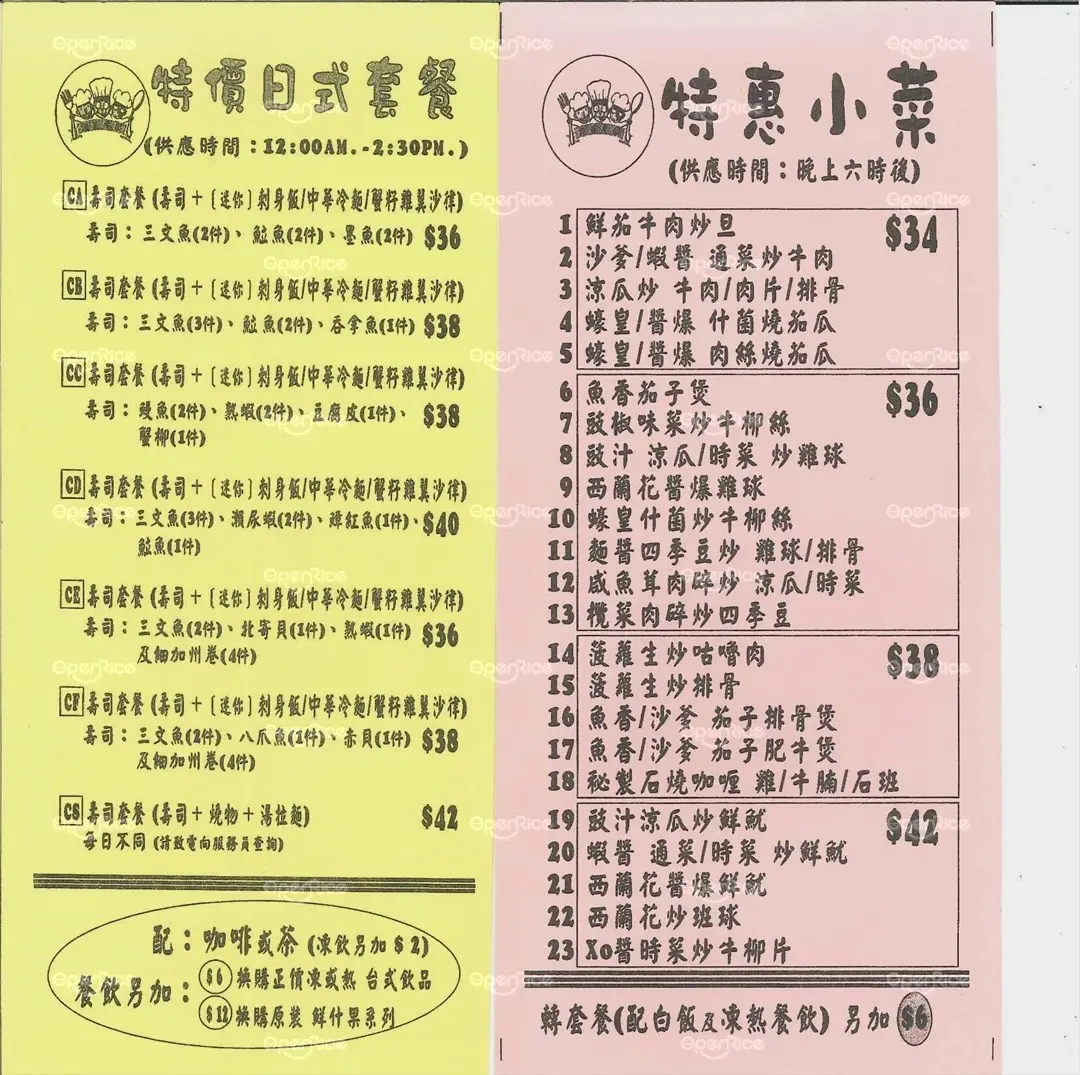 特價日式套餐
(供應時間：12:00AM.-2:30PM.)
CA 壽司套餐 (壽司＋〔迷你〕刺身飯/中華冷麵/蟹籽雞翼沙律)
壽司：三文魚(2件)、鯰魚(2件)、墨魚(2件) $36
CB 壽司套餐 (壽司＋〔迷你〕刺身飯/中華冷麵/蟹籽雞翼沙律)
壽司：三文魚(3件)、鯰魚(2件)、吞拿魚(1件) $38
CC 壽司套餐 (壽司＋〔迷你〕刺身飯/中華冷麵/蟹籽雞翼沙律)
壽司：鰻魚(2件)、熟蝦(2件)、豆腐皮(1件)、 $38
蟹柳(1件)
CD 壽司套餐 (壽司＋〔迷你〕刺身飯/中華冷麵/蟹籽雞翼沙律)
壽司：三文魚(3件)、瀨尿蝦(2件)、紅魚(1件)、 $40
鯰魚(1件)
CE 壽司套餐 (壽司＋〔迷你〕刺身飯/中華冷麵/蟹籽雞翼沙律)
壽司：三文魚(2件)、北寄貝(1件)、熟蝦(1件) $36
及細加州卷(4件)
CF 壽司套餐 (壽司＋〔迷你〕刺身飯/中華冷麵/蟹籽雞翼沙律)
壽司：三文魚(2件)、八爪魚(1件)、赤貝(1件) $38
及細加州卷(4件)
CS 壽司套餐 (壽司＋燒物＋湯拉麵) $42
每日不同 (請致電向服務員查詢)
配：咖啡或茶 (凍飲另加$2)
餐飲另加：
$6 換購正價凍或熱 台式飲品
$12 換購原裝 鮮什果系列
特惠小菜
(供應時間：晚上六時後)
1 鮮茄牛肉炒旦 $34
2 沙爹/蝦醬 通菜炒牛肉
3 涼瓜炒 牛肉/肉片/排骨
4 蠔皇/醬爆 什菌燒茄瓜
5 蠔皇/醬爆 肉絲燒茄瓜
6 魚香茄子煲 $36
7 豉椒味菜炒牛柳絲
8 豉汁 涼瓜/時菜 炒雞球
9 西蘭花醬爆雞球
10 蠔皇什菌炒牛柳絲
11 麵醬四季豆炒 雞球/排骨
12 咸魚茸肉碎炒 涼瓜/時菜
13 欖菜肉碎炒四季豆
14 菠蘿生炒咕嚕肉 $38
15 菠蘿生炒排骨
16 魚香/沙爹 茄子排骨煲
17 魚香/沙爹 茄子肥牛煲
18 秘製石燒咖喱 雞/牛腩/石班
19 豉汁涼瓜炒鮮魷 $42
20 蝦醬 通菜/時菜 炒鮮魷
21 西蘭花醬爆鮮魷
22 西蘭花炒班球
23 Xo醬時菜炒牛柳片
轉套餐(配白飯及凍熱餐飲) 另加 $6